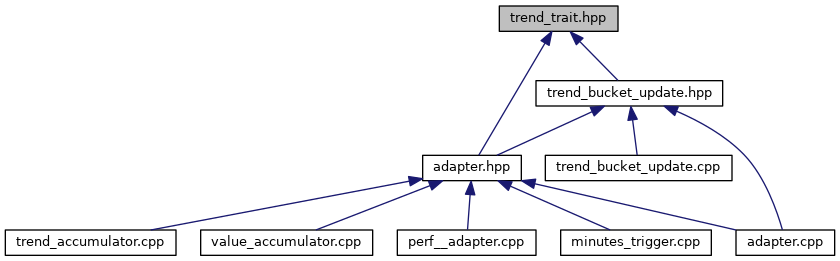 trend_trait.hpp
trend_bucket_update.hpp
adapter.hpp
trend_bucket_update.cpp
trend_accumulator.cpp
value_accumulator.cpp
perf__adapter.cpp
minutes_trigger.cpp
adapter.cpp